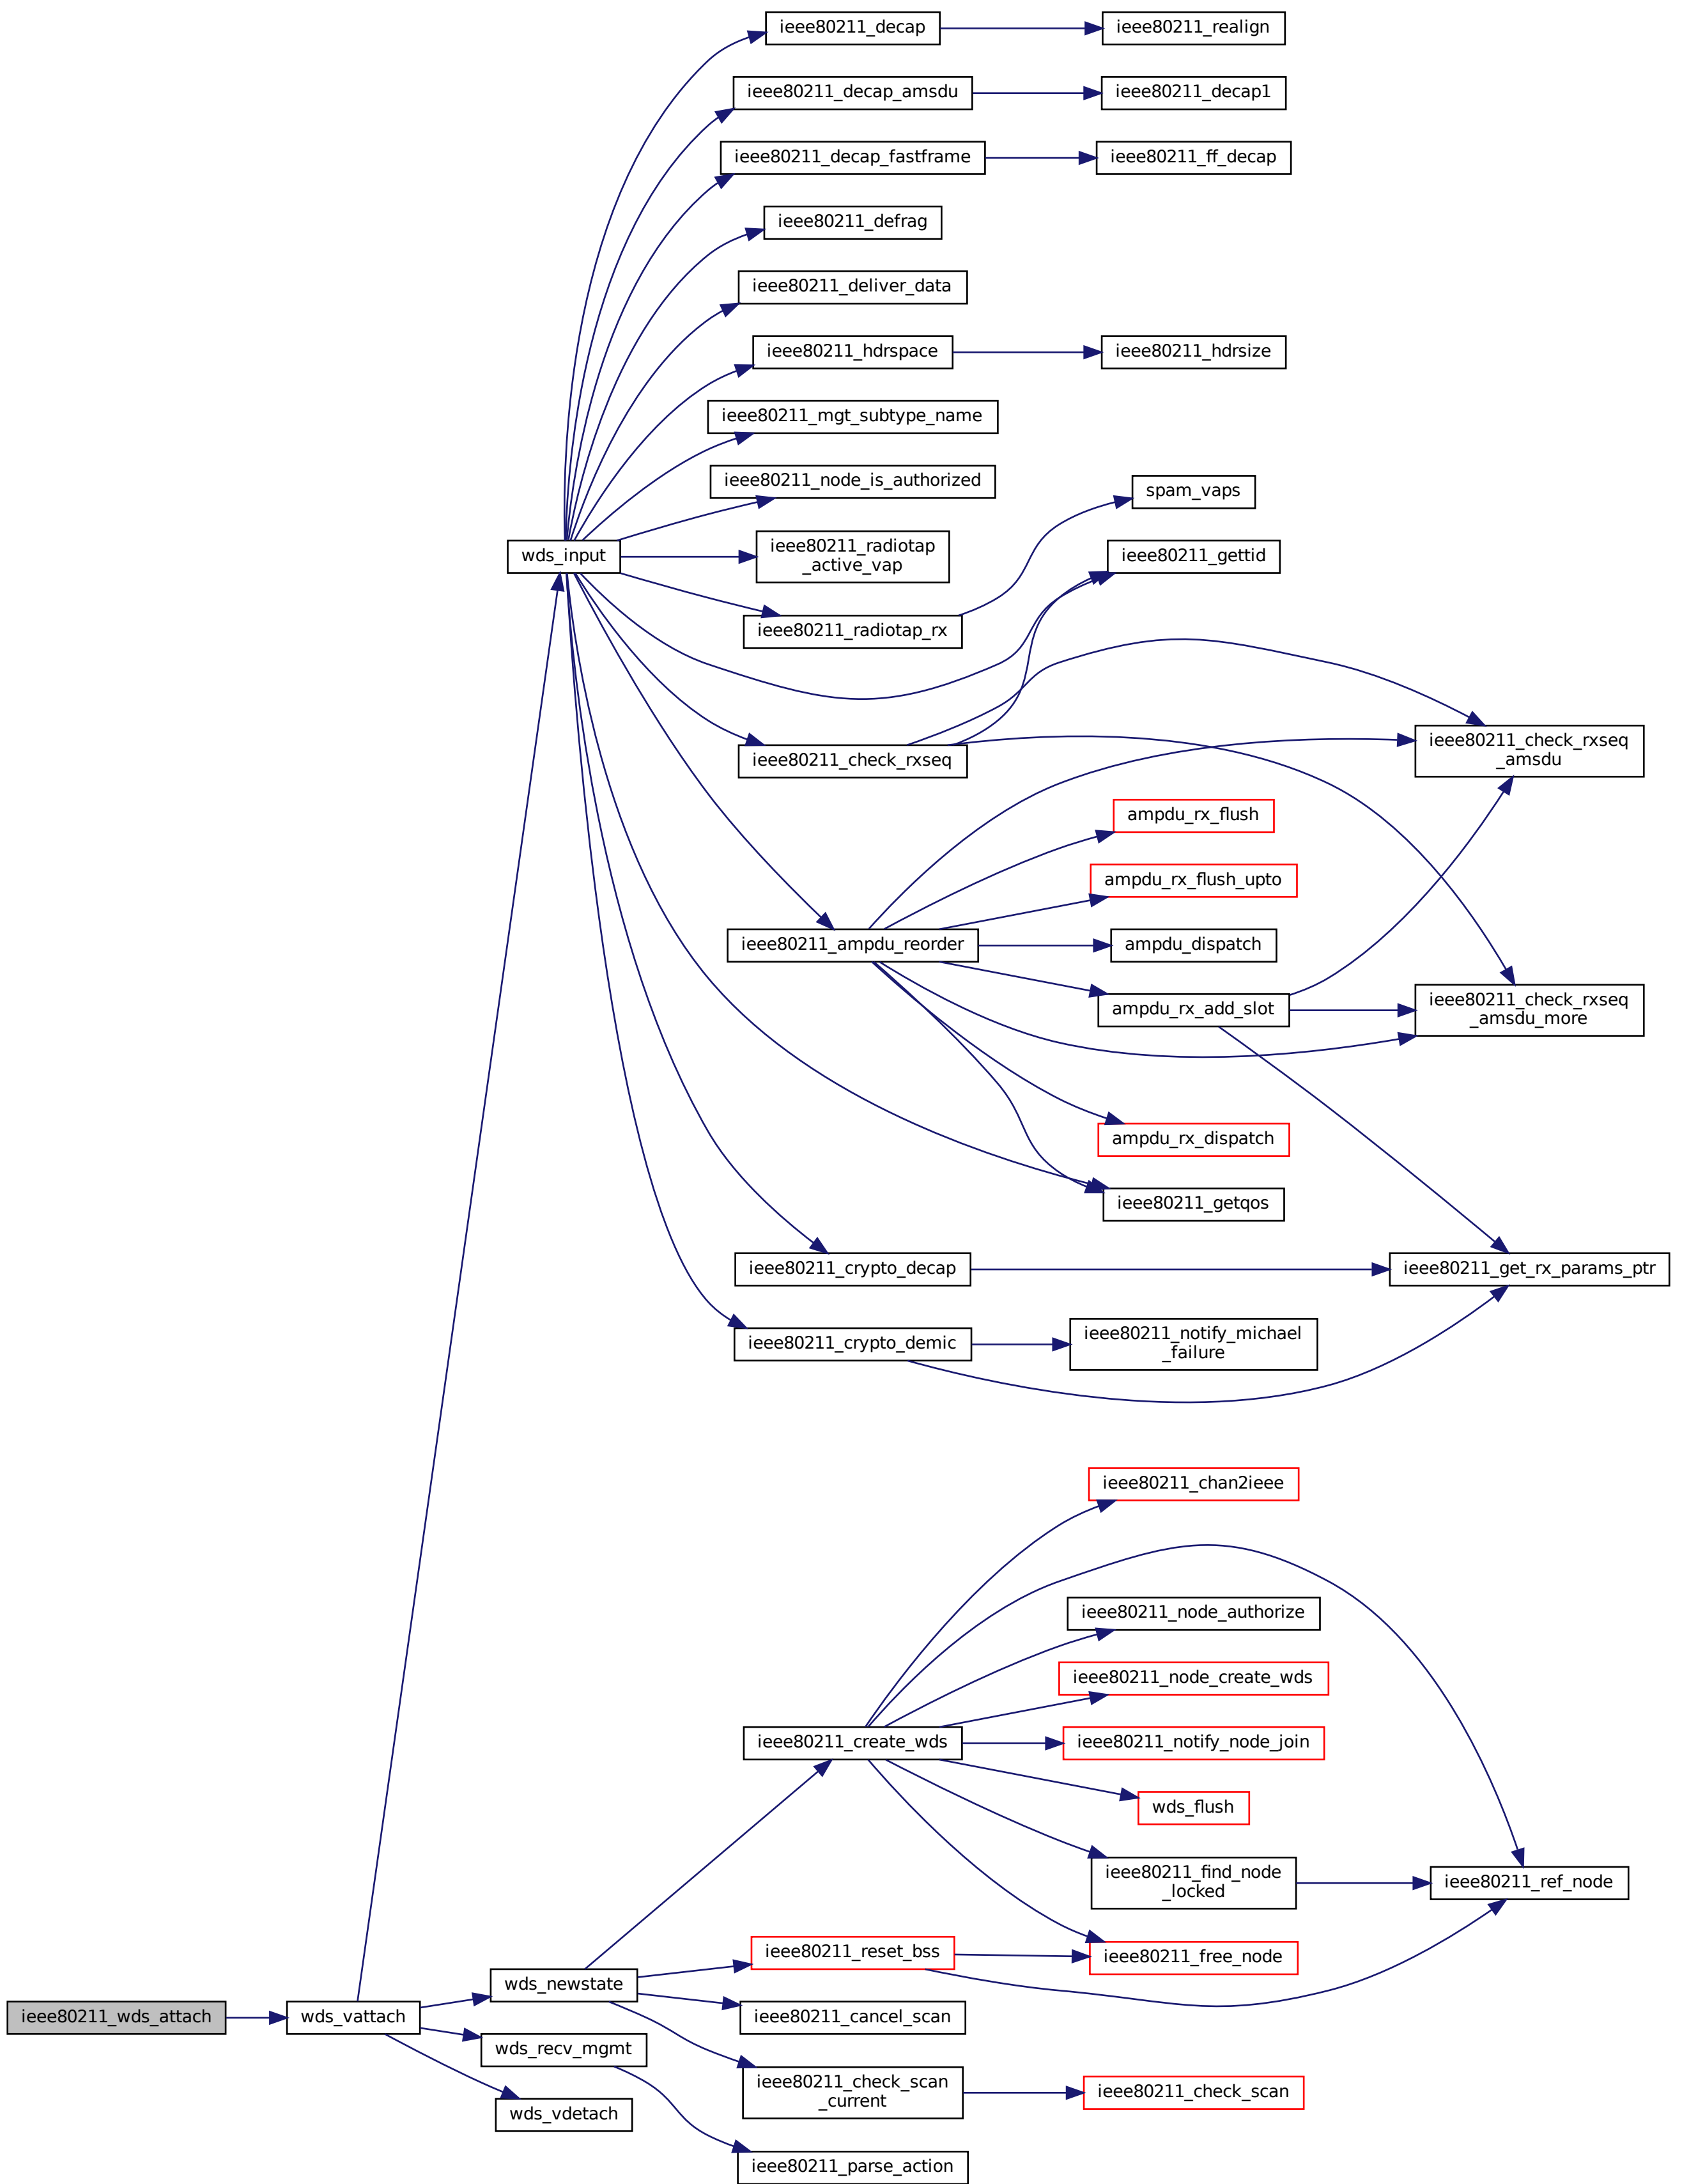 ieee80211_decap
ieee80211_realign
ieee80211_decap_amsdu
ieee80211_decap1
ieee80211_decap_fastframe
ieee80211_ff_decap
ieee80211_defrag
ieee80211_deliver_data
ieee80211_hdrspace
ieee80211_hdrsize
ieee80211_mgt_subtype_name
ieee80211_node_is_authorized
spam_vaps
wds_input
ieee80211_radiotap
_active_vap
ieee80211_gettid
ieee80211_radiotap_rx
ieee80211_check_rxseq
ieee80211_check_rxseq
_amsdu
ampdu_rx_flush
ampdu_rx_flush_upto
ieee80211_ampdu_reorder
ampdu_dispatch
ampdu_rx_add_slot
ieee80211_check_rxseq
_amsdu_more
ampdu_rx_dispatch
ieee80211_getqos
ieee80211_crypto_decap
ieee80211_get_rx_params_ptr
ieee80211_crypto_demic
ieee80211_notify_michael
_failure
ieee80211_chan2ieee
ieee80211_node_authorize
ieee80211_node_create_wds
ieee80211_create_wds
ieee80211_notify_node_join
wds_flush
ieee80211_find_node
_locked
ieee80211_ref_node
ieee80211_reset_bss
ieee80211_free_node
wds_newstate
ieee80211_wds_attach
wds_vattach
ieee80211_cancel_scan
wds_recv_mgmt
ieee80211_check_scan
_current
ieee80211_check_scan
wds_vdetach
ieee80211_parse_action